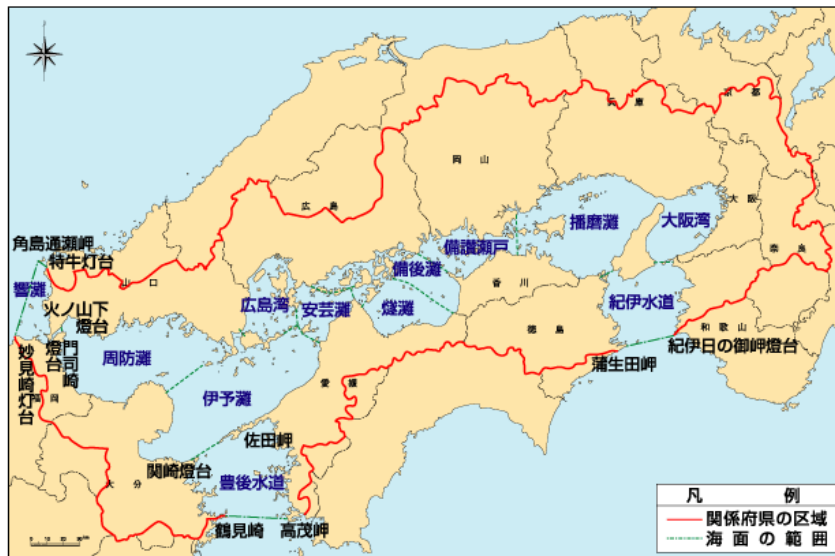 京都
兵庫
岡山
広島
大阪
播磨灘
大阪湾
角島通瀬岬
特牛灯台
備讃瀬戸
奈良
備後灘
山口
響灘
香川
火ノ山下
燈台
広島湾
安芸灘
燧灘
紀伊水道
徳島
和歌山
門司崎
燈台
妙見崎灯台
周防灘
紀伊日の御岬燈台
蒲生田岬
福岡
伊予灘
愛媛
佐田岬
関崎燈台
大分
豊後水道
鶴見崎
高茂岬
凡例
関係府県の区域
海面の範囲